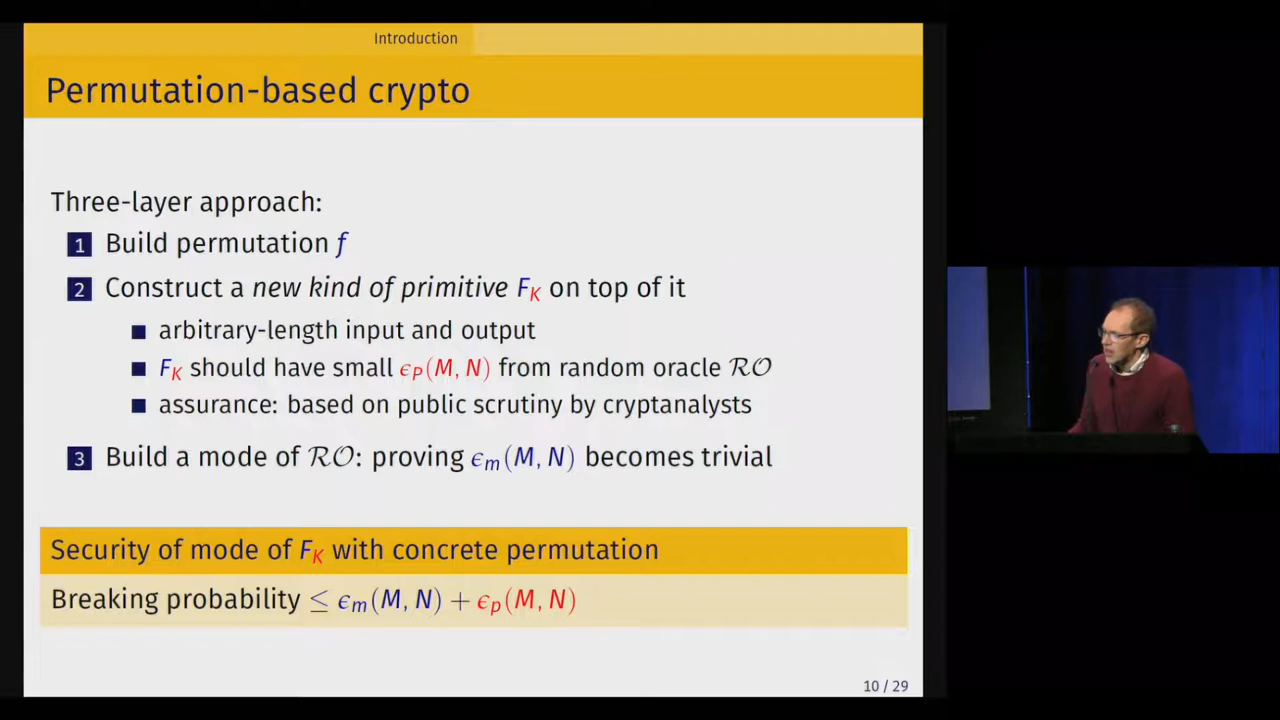 Introduction
Permutation-based crypto
Three-layer approach:
1 Build permutation f
2 Construct a new kind of primitive F_K on top of it
■ arbitrary-length input and output
■ F_K should have small ϵ_P(M, N) from random oracle 𝓡𝓞
■ assurance: based on public scrutiny by cryptanalysts
3 Build a mode of 𝓡𝓞: proving ϵ_m(M, N) becomes trivial
Security of mode of F_K with concrete permutation
Breaking probability ≤ ϵ_m(M, N) + ϵ_p(M, N)
10 / 29